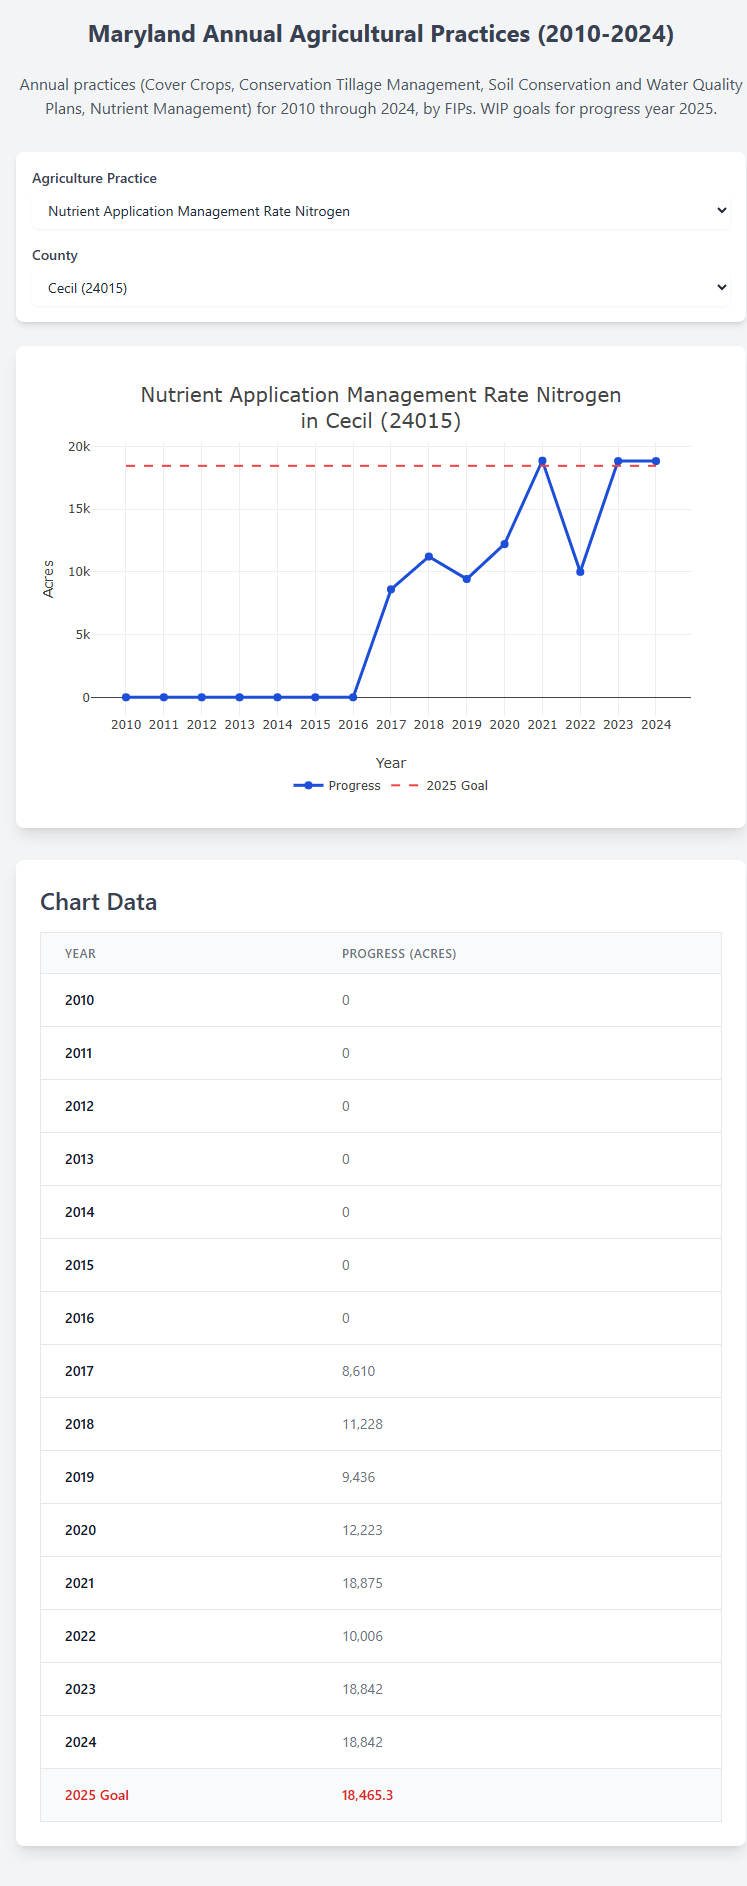 Maryland Annual Agricultural Practices (2010-2024)
Annual practices (Cover Crops, Conservation Tillage Management, Soil Conservation and Water Quality
Plans, Nutrient Management) for 2010 through 2024, by FIPs. WIP goals for progress year 2025.
Agriculture Practice
Nutrient Application Management Rate Nitrogen
County
Cecil (24015)
Nutrient Application Management Rate Nitrogen
in Cecil (24015)
20k
15k
10k
5k
0
Acres
2010 2011 2012 2013 2014 2015 2016 2017 2018 2019 2020 2021 2022 2023 2024
Year
Progress 2025 Goal
Chart Data
YEAR PROGRESS (ACRES)
2010 0
2011 0
2012 0
2013 0
2014 0
2015 0
2016 0
2017 8,610
2018 11,228
2019 9,436
2020 12,223
2021 18,875
2022 10,006
2023 18,842
2024 18,842
2025 Goal 18,465.3